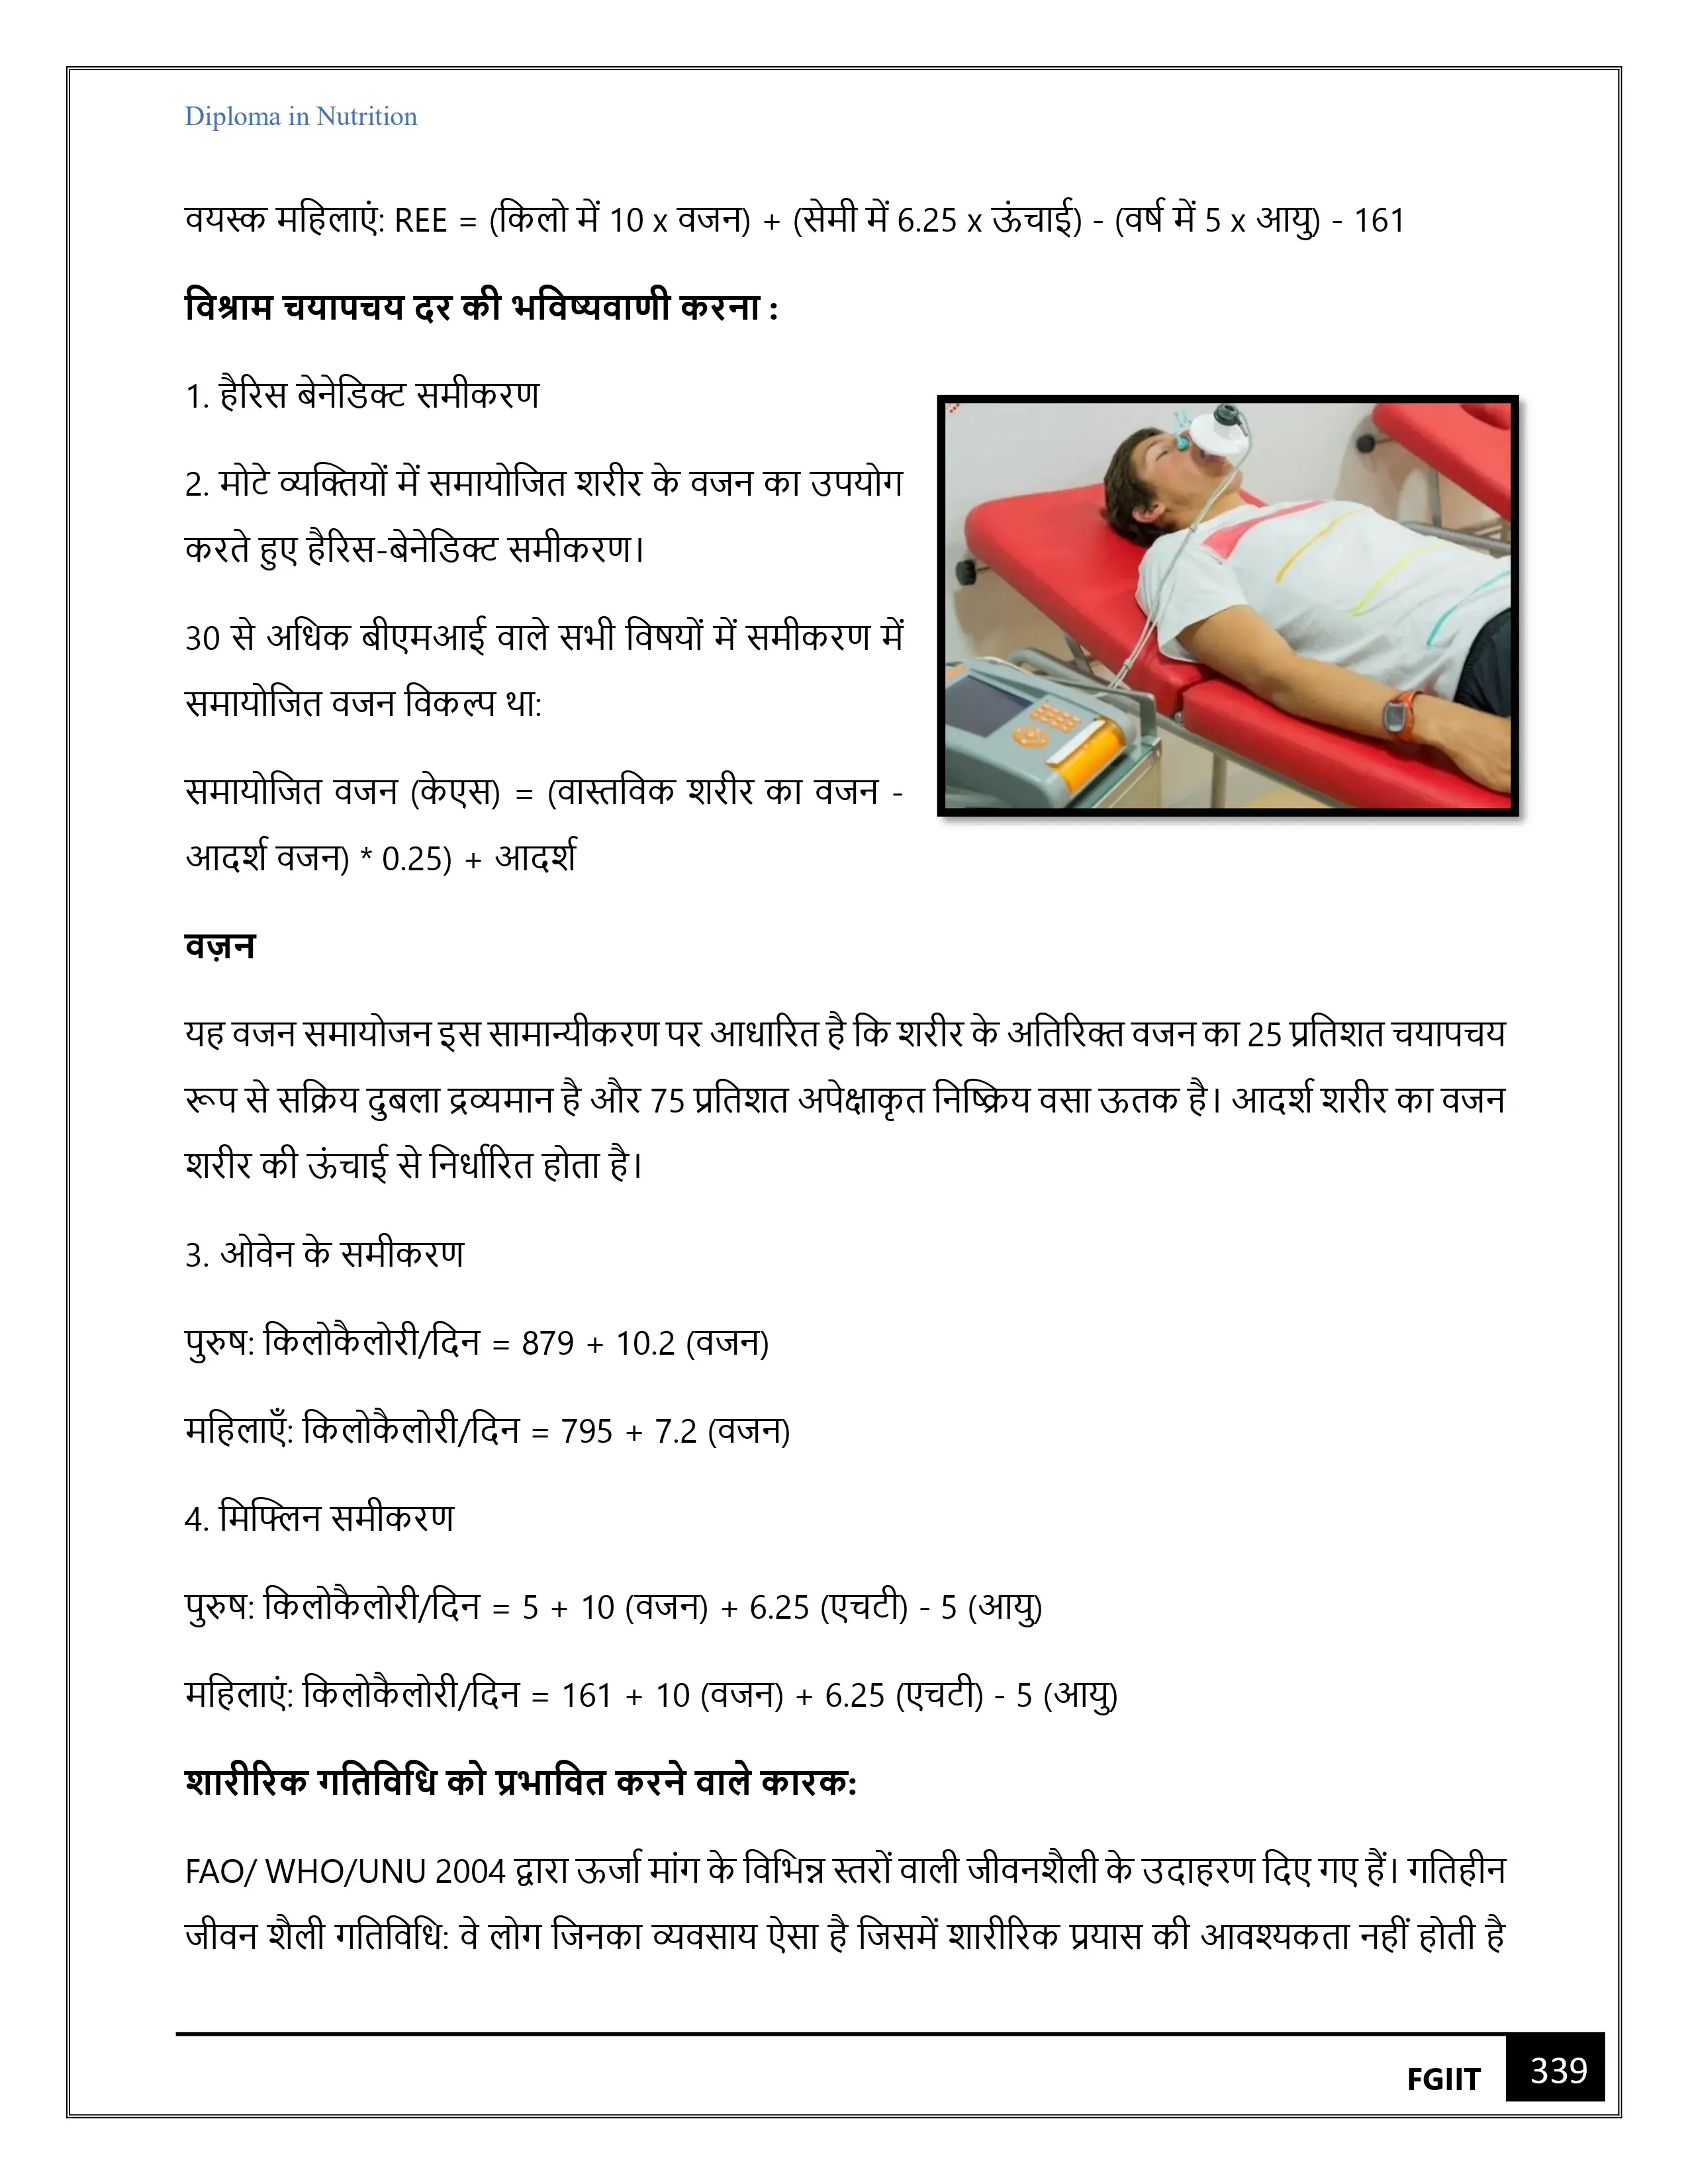 Diploma in Nutrition
वयस्क महिलाएं: REE = (किलो में 10 x वजन) + (सेमी में 6.25 x ऊंचाई) - (वर्ष में 5 x आयु) - 161
विश्राम चयापचय दर की भविष्यवाणी करना :
1. हैरिस बेनेडिक्ट समीकरण
2. मोटे व्यक्तियों में समायोजित शरीर के वजन का उपयोग
करते हुए हैरिस-बेनेडिक्ट समीकरण।
30 से अधिक बीएमआई वाले सभी विषयों में समीकरण में
समायोजित वजन विकल्प था:
समायोजित वजन (केएस) = (वास्तविक शरीर का वजन -
आदर्श वजन) * 0.25) + आदर्श
वज़न
यह वजन समायोजन इस सामान्यीकरण पर आधारित है कि शरीर के अतिरिक्त वजन का 25 प्रतिशत चयापचय
रूप से सक्रिय दुबला द्रव्यमान है और 75 प्रतिशत अपेक्षाकृत निष्क्रिय वसा ऊतक है। आदर्श शरीर का वजन
शरीर की ऊंचाई से निर्धारित होता है।
3. ओवेन के समीकरण
पुरुष: किलोकैलोरी/दिन = 879 + 10.2 (वजन)
महिलाएँ: किलोकैलोरी/दिन = 795 + 7.2 (वजन)
4. मिफ्लिन समीकरण
पुरुष: किलोकैलोरी/दिन = 5 + 10 (वजन) + 6.25 (एचटी) - 5 (आयु)
महिलाएं: किलोकैलोरी/दिन = 161 + 10 (वजन) + 6.25 (एचटी) - 5 (आयु)
शारीरिक गतिविधि को प्रभावित करने वाले कारक:
FAO/ WHO/UNU 2004 द्वारा ऊर्जा मांग के विभिन्न स्तरों वाली जीवनशैली के उदाहरण दिए गए हैं। गतिहीन
जीवन शैली गतिविधि: वे लोग जिनका व्यवसाय ऐसा है जिसमें शारीरिक प्रयास की आवश्यकता नहीं होती है
FGIIT 339